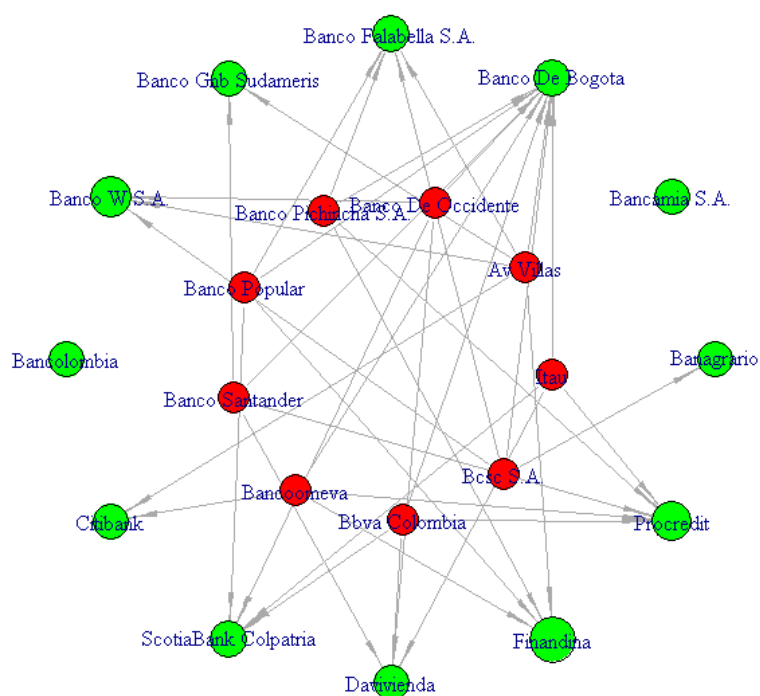 Banco Falabella S.A.
Banco Gnb Sudameris
Banco De Bogota
Banco W S.A.
Bancamia S.A.
Banco Pichincha S.A.
Banco De Occidente
Av Villas
Banco Popular
Bancolombia
Banagrario
Itau
Banco Santander
Bcsc S.A.
Bancoomeva
Bbva Colombia
Citibank
Procredit
ScotiaBank Colpatria
Finandina
Davivienda